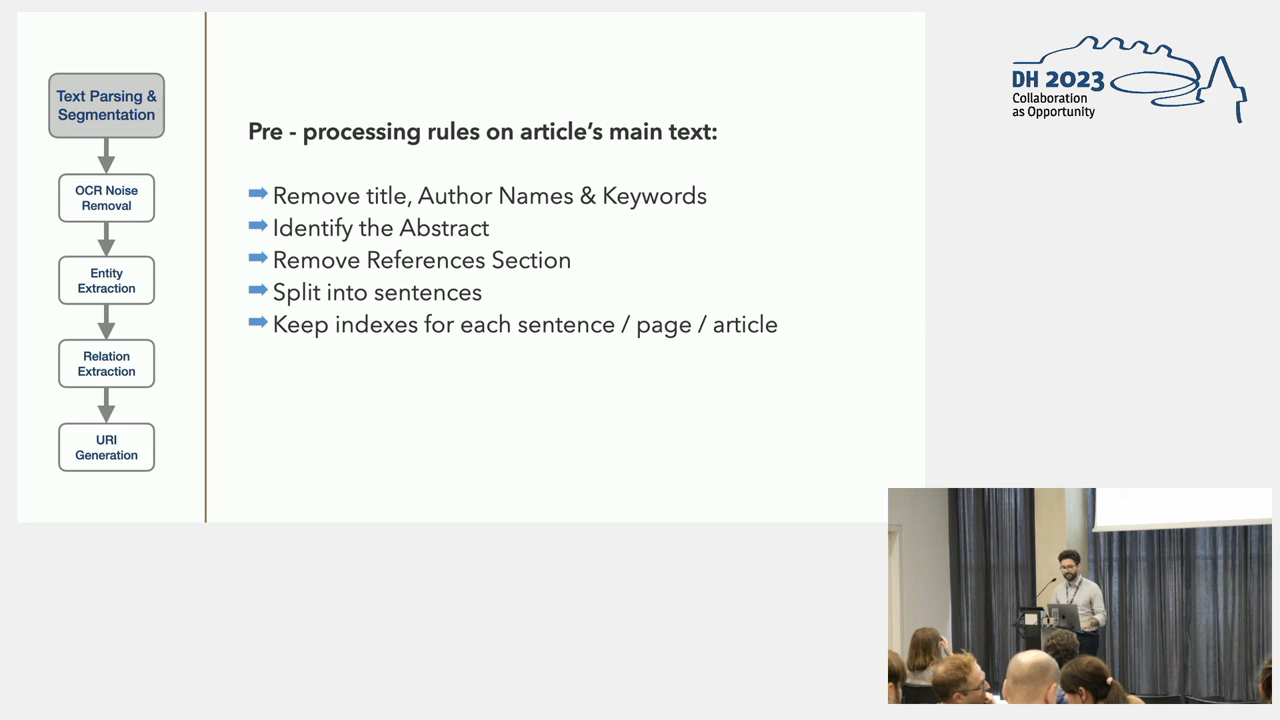 Text Parsing &
Segmentation
OCR Noise
Removal
Entity
Extraction
Relation
Extraction
URI
Generation
Pre - processing rules on article's main text:
Remove title, Author Names & Keywords
Identify the Abstract
Remove References Section
Split into sentences
Keep indexes for each sentence / page / article
DH 2023
Collaboration
as Opportunity